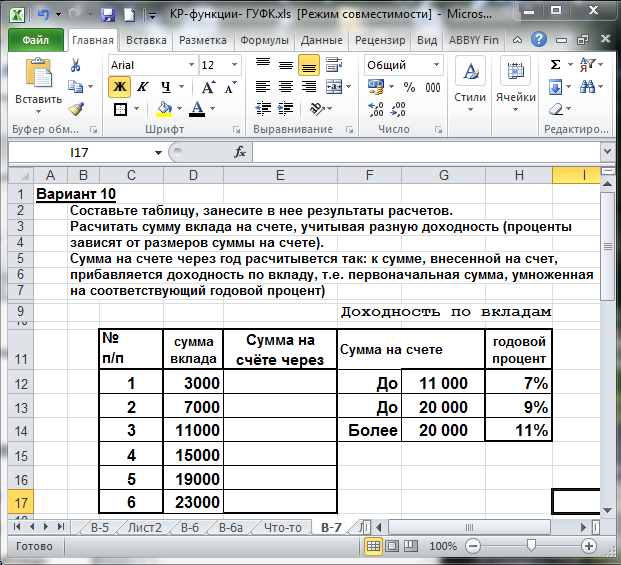 КР-функции- ГУФК.xls [Режим совместимости] - Micros...
Файл Главная Вставка Разметка Формулы Данные Рецензир Вид ABBYY Fin
Вставить
Arial 12
Ж К Ч
Общий
% 000
Стили
Ячейки
Буфер обм... Шрифт Выравнивание Число Редактиро...
I17 fx
A B C D E F G H I
1 Вариант 10
2 Составьте таблицу, занесите в нее результаты расчетов.
3 Расчитать сумму вклада на счете, учитывая разную доходность (проценты
4 зависят от размеров суммы на счете).
5 Сумма на счете через год расчитывется так: к сумме, внесенной на счет,
6 прибавляется доходность по вкладу, т.е. первоначальная сумма, умноженная
7 на соответствующий годовой процент)
9 Доходность по вкладам
11 № п/п сумма вклада Сумма на счёте через Сумма на счете годовой процент
12 1 3000 До 11 000 7%
13 2 7000 До 20 000 9%
14 3 11000 Более 20 000 11%
15 4 15000
16 5 19000
17 6 23000
В-5 Лист2 В-6 В-6а Что-то В-7
Готово 100%